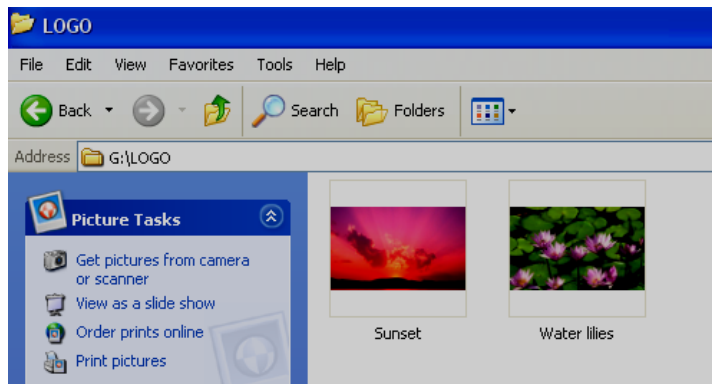 LOGO
File Edit View Favorites Tools Help
Back Search Folders
Address G:\LOGO
Picture Tasks
Get pictures from camera
or scanner
View as a slide show
Order prints online
Print pictures
Sunset Water lilies